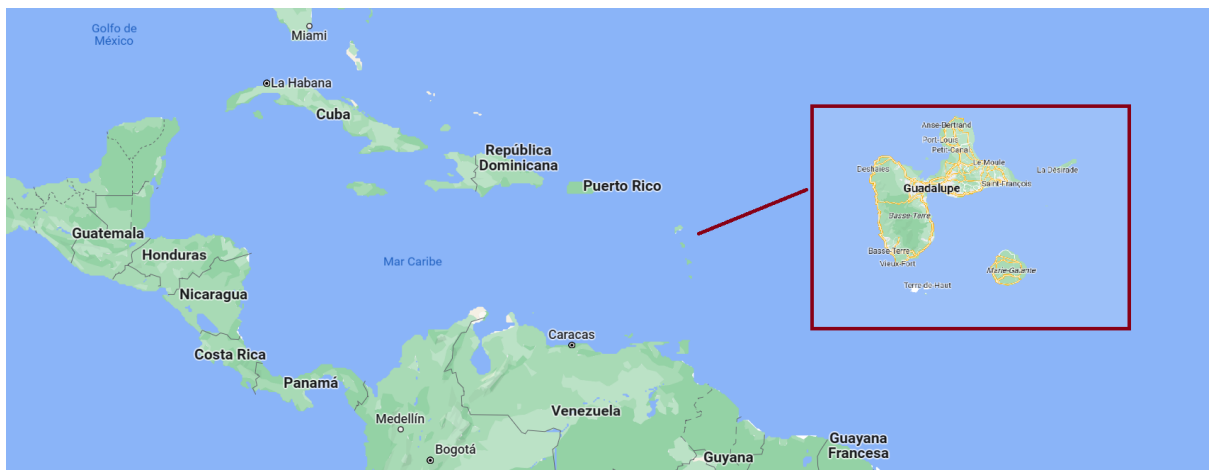 Golfo de
México
Miami
La Habana
Cuba
República
Dominicana
Puerto Rico
Guatemala
Honduras
Mar Caribe
Nicaragua
Costa Rica
Panamá
Caracas
Medellín
Venezuela
Bogotá
Guyana
Guayana
Francesa
Anse-Bertrand
Port-Louis
Petit-Canal
Le Moule
La Désirade
Deshaies
Guadalupe
Saint-François
Basse-Terre
Basse-Terre
Vieux-Fort
Marie-Galante
Terre-de-Haut